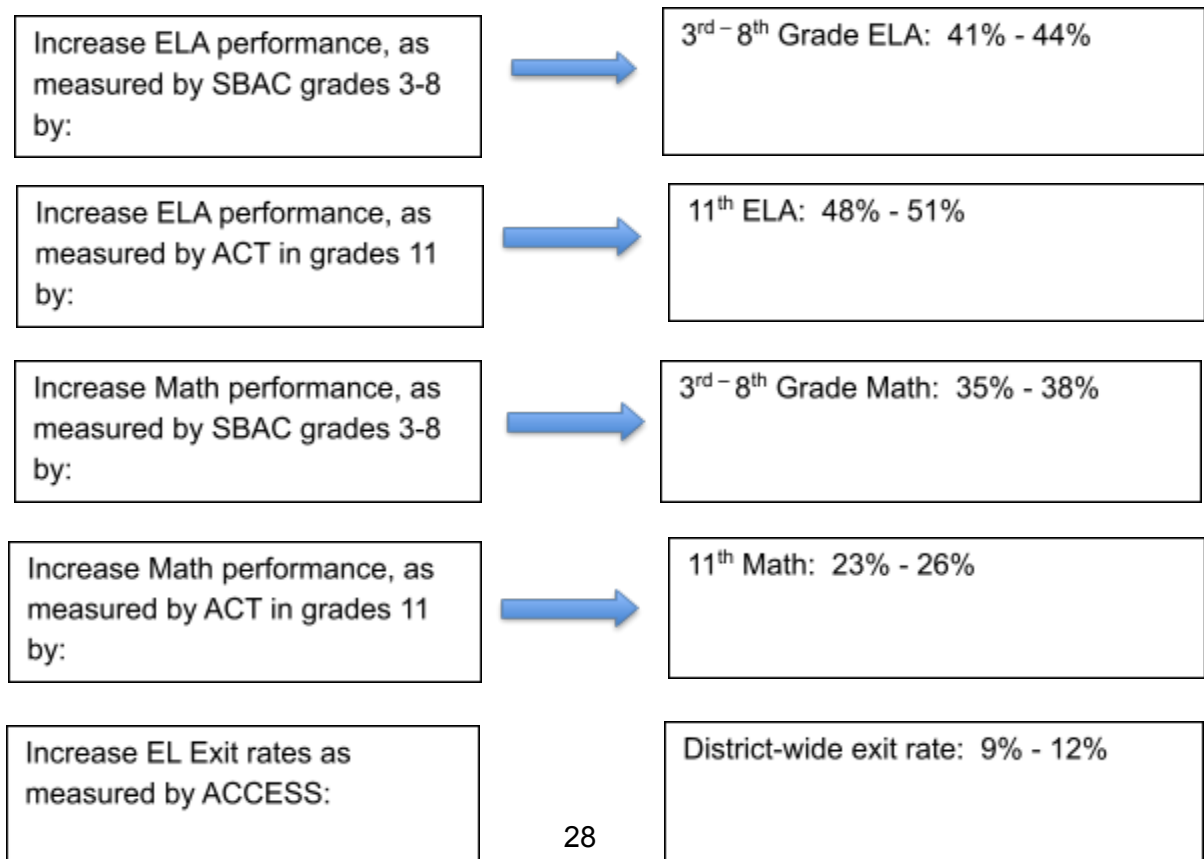 Increase ELA performance, as
measured by SBAC grades 3-8
by:
3rd – 8th Grade ELA: 41% - 44%
Increase ELA performance, as
measured by ACT in grades 11
by:
11th ELA: 48% - 51%
Increase Math performance, as
measured by SBAC grades 3-8
by:
3rd – 8th Grade Math: 35% - 38%
Increase Math performance, as
measured by ACT in grades 11
by:
11th Math: 23% - 26%
Increase EL Exit rates as
measured by ACCESS:
District-wide exit rate: 9% - 12%
28